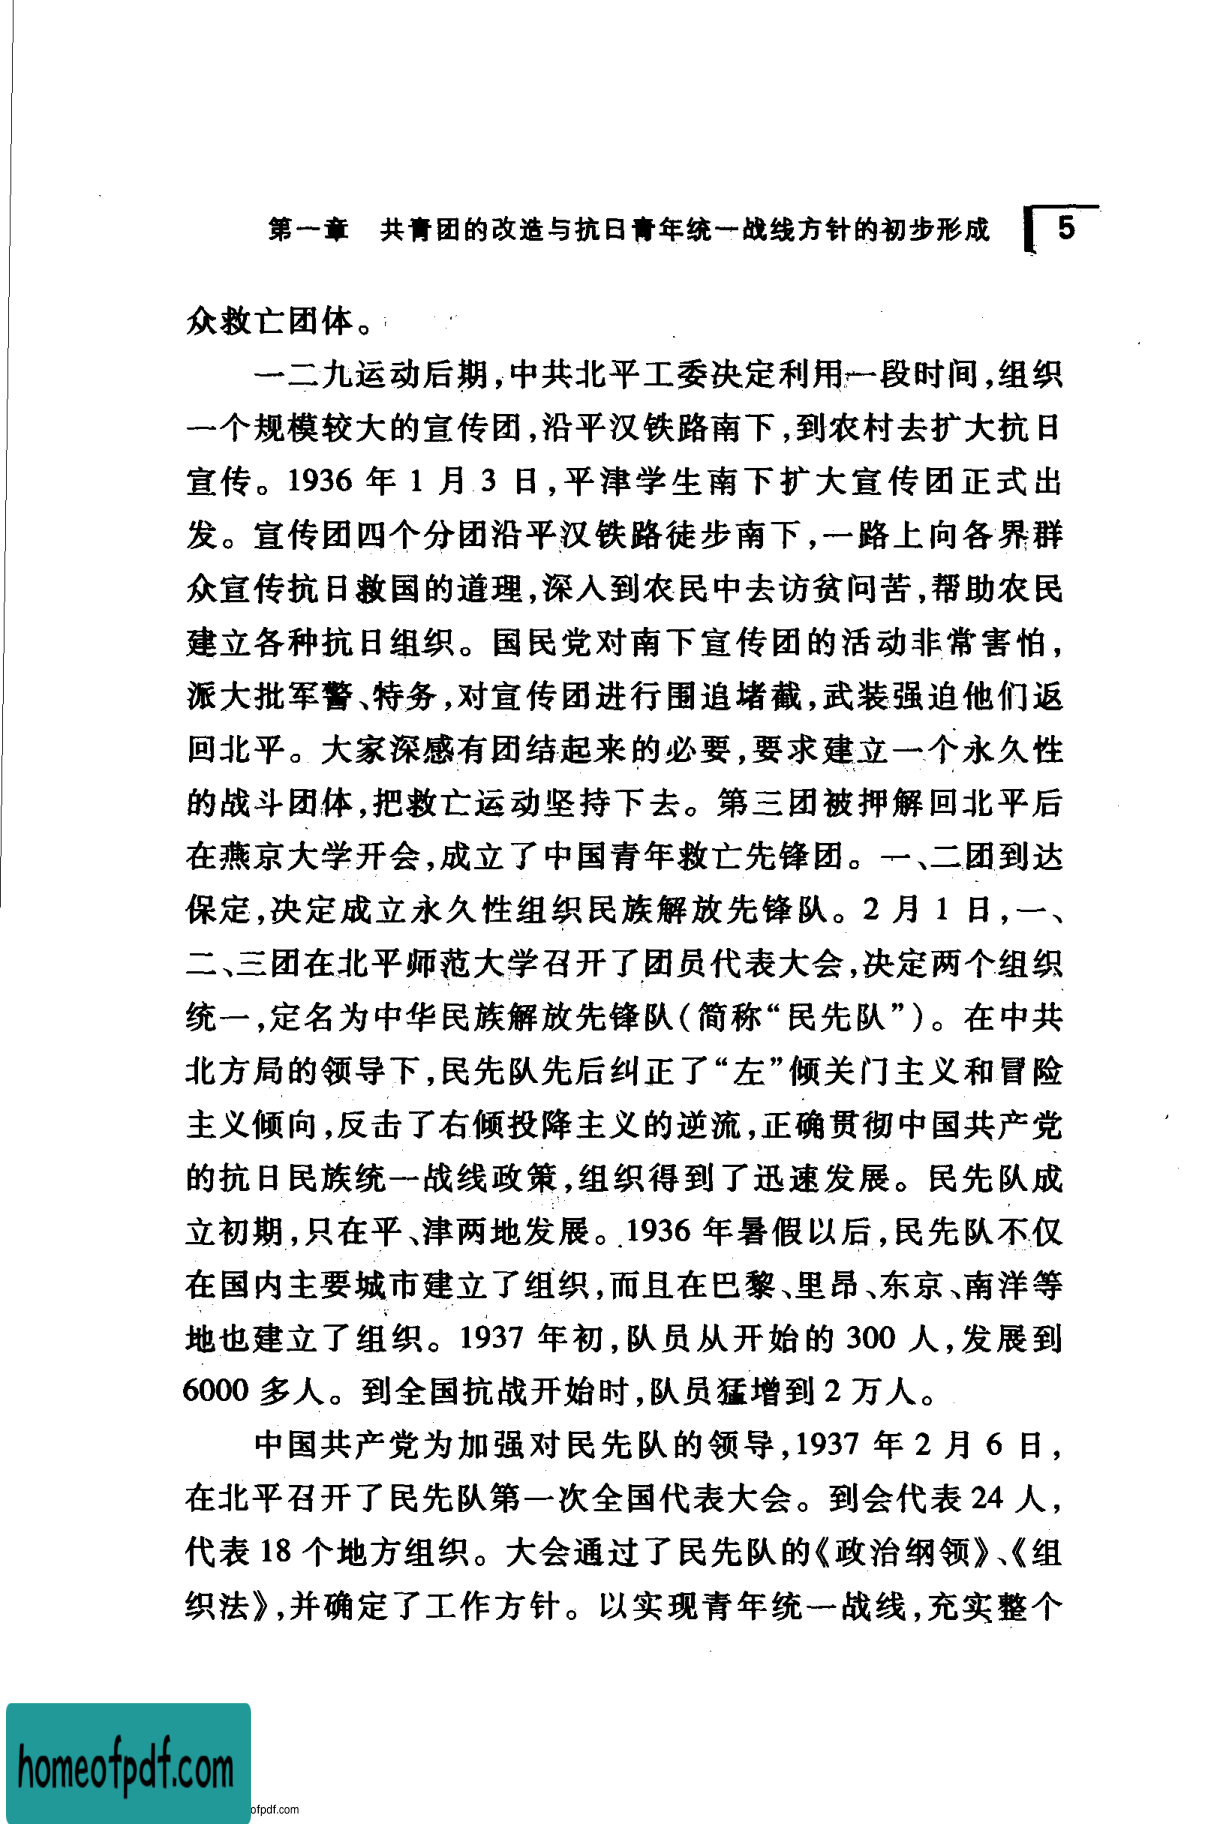 第一章　共青团的改造与抗日青年统一战线方针的初步形成　5
众救亡团体。
一二九运动后期,中共北平工委决定利用一段时间,组织
一个规模较大的宣传团,沿平汉铁路南下,到农村去扩大抗日
宣传。1936 年 1 月 3 日,平津学生南下扩大宣传团正式出
发。宣传团四个分团沿平汉铁路徒步南下,一路上向各界群
众宣传抗日救国的道理,深入到农民中去访贫问苦,帮助农民
建立各种抗日组织。国民党对南下宣传团的活动非常害怕,
派大批军警、特务,对宣传团进行围追堵截,武装强迫他们返
回北平。大家深感有团结起来的必要,要求建立一个永久性
的战斗团体,把救亡运动坚持下去。第三团被押解回北平后
在燕京大学开会,成立了中国青年救亡先锋团。一、二团到达
保定,决定成立永久性组织民族解放先锋队。2 月 1 日,一、
二、三团在北平师范大学召开了团员代表大会,决定两个组织
统一,定名为中华民族解放先锋队(简称“民先队”)。在中共
北方局的领导下,民先队先后纠正了“左”倾关门主义和冒险
主义倾向,反击了右倾投降主义的逆流,正确贯彻中国共产党
的抗日民族统一战线政策,组织得到了迅速发展。民先队成
立初期,只在平、津两地发展。1936 年暑假以后,民先队不仅
在国内主要城市建立了组织,而且在巴黎、里昂、东京、南洋等
地也建立了组织。1937 年初,队员从开始的 300 人,发展到
6000 多人。到全国抗战开始时,队员猛增到 2 万人。
中国共产党为加强对民先队的领导,1937 年 2 月 6 日,
在北平召开了民先队第一次全国代表大会。到会代表 24 人,
代表 18 个地方组织。大会通过了民先队的《政治纲领》、《组
织法》,并确定了工作方针。以实现青年统一战线,充实整个
homeofpdf.com
ofpdf.com